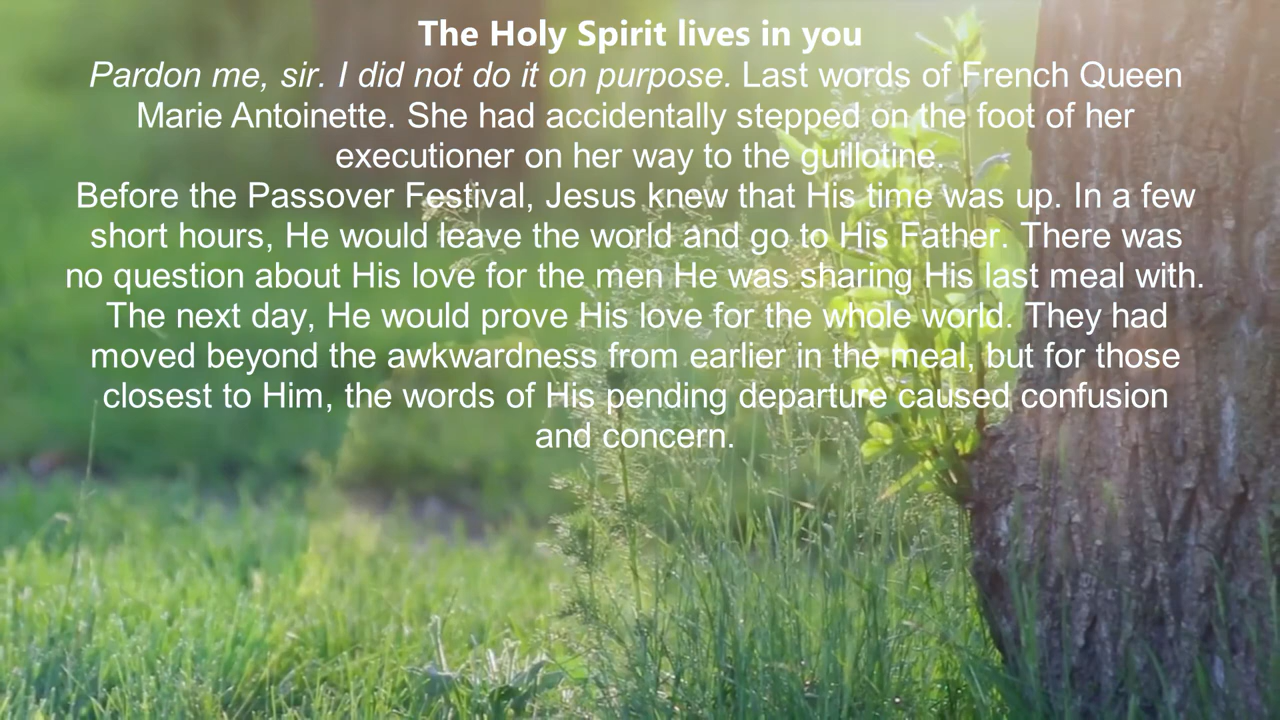 The Holy Spirit lives in you
Pardon me, sir. I did not do it on purpose. Last words of French Queen
Marie Antoinette. She had accidentally stepped on the foot of her
executioner on her way to the guillotine.
Before the Passover Festival, Jesus knew that His time was up. In a few
short hours, He would leave the world and go to His Father. There was
no question about His love for the men He was sharing His last meal with.
The next day, He would prove His love for the whole world. They had
moved beyond the awkwardness from earlier in the meal, but for those
closest to Him, the words of His pending departure caused confusion
and concern.